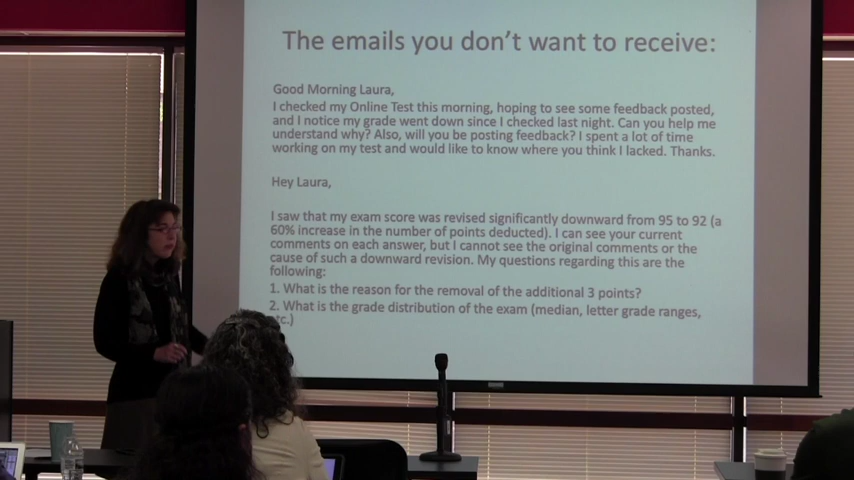 The emails you don't want to receive:
Good Morning Laura,
I checked my Online Test this morning, hoping to see some feedback posted,
and I notice my grade went down since I checked last night. Can you help me
understand why? Also, will you be posting feedback? I spent a lot of time
working on my test and would like to know where you think I lacked. Thanks.
Hey Laura,
I saw that my exam score was revised significantly downward from 95 to 92 (a
60% increase in the number of points deducted). I can see your current
comments on each answer, but I cannot see the original comments or the
cause of such a downward revision. My questions regarding this are the
following:
1. What is the reason for the removal of the additional 3 points?
2. What is the grade distribution of the exam (median, letter grade ranges,
etc.)